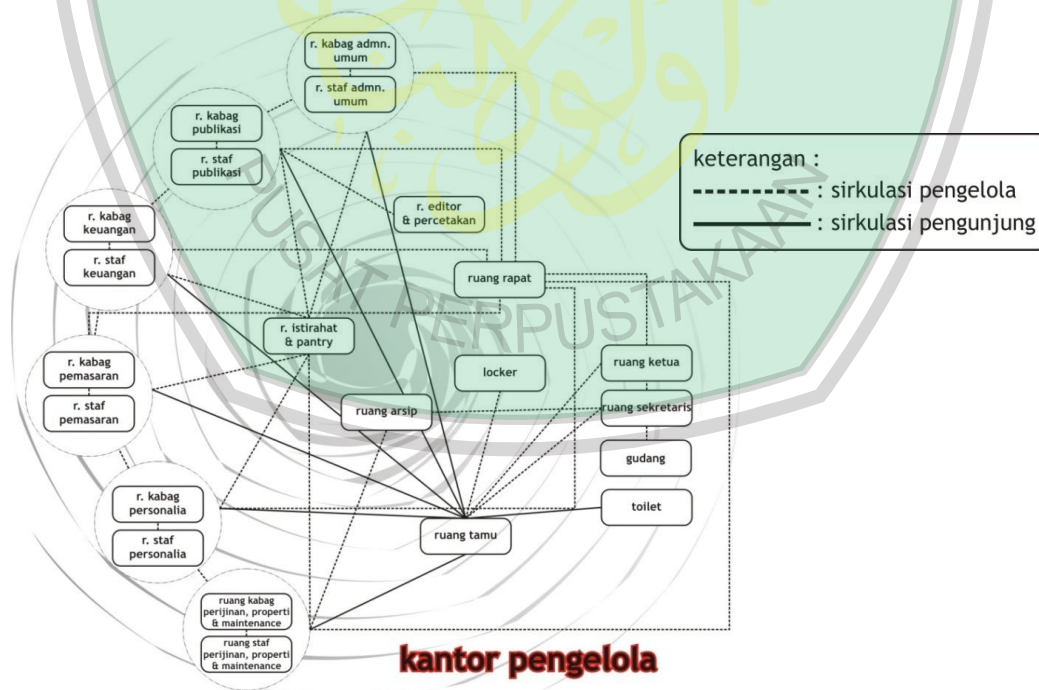 r. kabag admn.
umum
r. staf admn.
umum
r. kabag
publikasi
r. staf
publikasi
r. kabag
keuangan
r. staf
keuangan
r. editor
& percetakan
ruang rapat
r. istirahat
& pantry
r. kabag
pemasaran
r. staf
pemasaran
locker
ruang arsip
ruang ketua
ruang sekretaris
gudang
toilet
r. kabag
personalia
r. staf
personalia
ruang tamu
ruang kabag
perijinan, properti
& maintenance
ruang staf
perijinan, properti
& maintenance
keterangan :
: sirkulasi pengelola
: sirkulasi pengunjung
PUSAT PERPUSTAKAAN
kantor pengelola